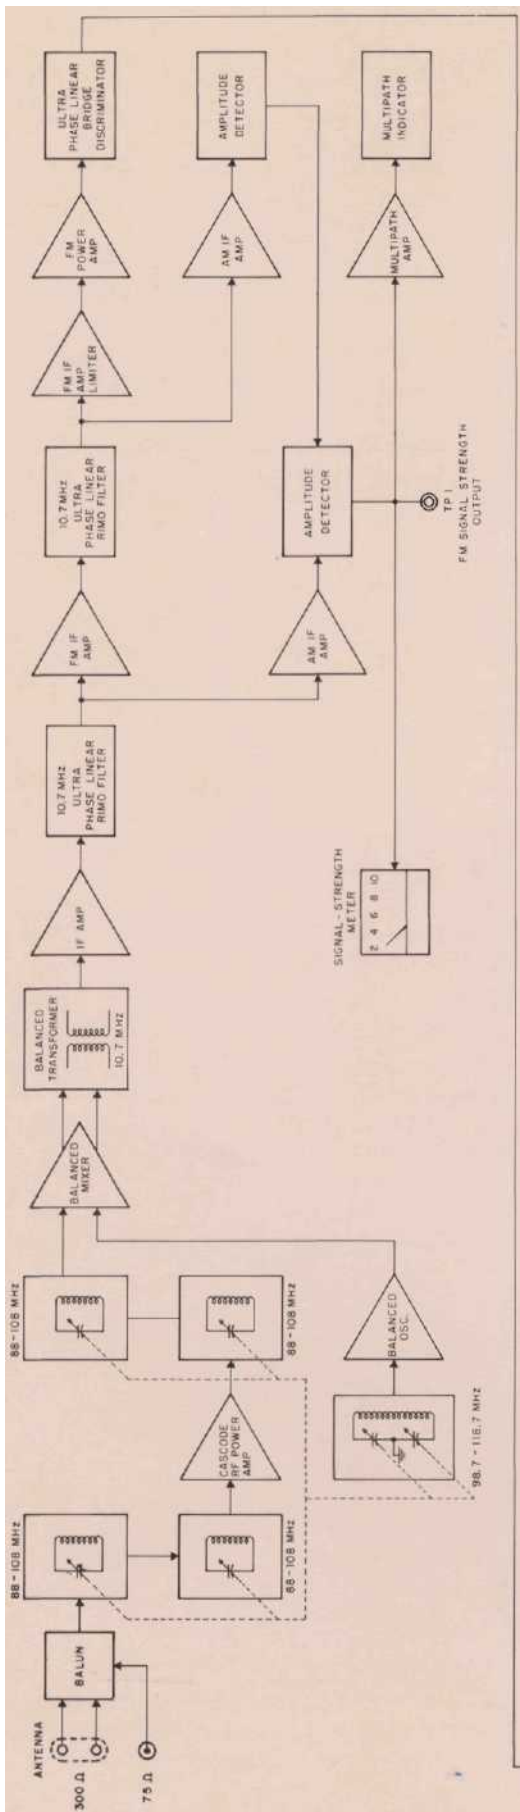 ANTENNA
300 Ω
75 Ω
BALUN
88-108 MHz
88-108 MHz
CASCODE
RF POWER
AMP
88-108 MHz
88-108 MHz
98.7 - 118.7 MHz
BALANCED
OSC.
BALANCED
MIXER
BALANCED
TRANSFORMER
10.7 MHz
IF AMP
10.7 MHz
ULTRA
PHASE LINEAR
RIMO FILTER
FM IF
AMP
10.7 MHz
ULTRA
PHASE LINEAR
RIMO FILTER
FM IF
AMP
LIMITER
FM
POWER
AMP
ULTRA
PHASE LINEAR
BRIDGE
DISCRIMINATOR
AM IF
AMP
AMPLITUDE
DETECTOR
AM IF
AMP
AMPLITUDE
DETECTOR
SIGNAL-STRENGTH
METER
2 4 6 8 10
TP 1
FM SIGNAL STRENGTH
OUTPUT
MULTIPATH
AMP
MULTIPATH
INDICATOR